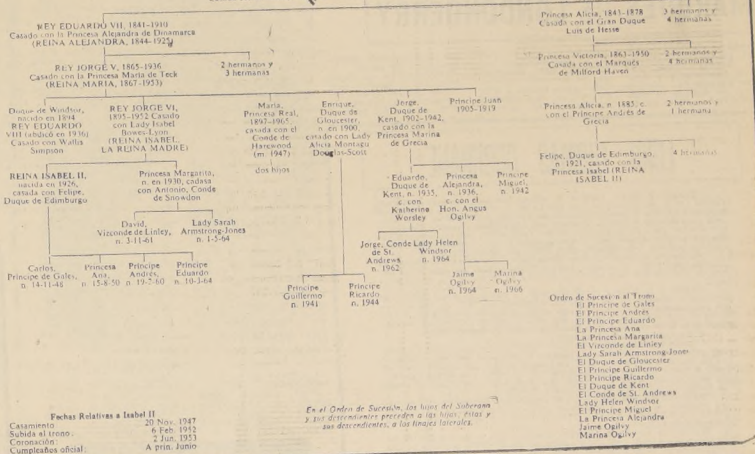 REY EDUARDO VII, 1841-1910
Casado con la Princesa Alejandra de Dinamarca
(REINA ALEJANDRA, 1844-1925)
Princesa Alicia, 1843-1878
Casada con el Gran Duque
Luis de Hesse
3 hermanos y
4 hermanas
REY JORGE V, 1865-1936
Casado con la Princesa María de Teck
(REINA MARIA, 1867-1953)
2 hermanos y
3 hermanas
Princesa Victoria, 1863-1950
Casada con el Marqués
de Milford Haven
2 hermanos y
4 hermanas
Duque de Windsor,
nacido en 1894
REY EDUARDO
VIII (abdicó en 1936)
Casado con Wallis
Simpson
REY JORGE VI,
1895-1952 Casado
con Lady Isabel
Bowes-Lyon
(REINA ISABEL,
LA REINA MADRE)
María,
Princesa Real,
1897-1965,
casada con el
Conde de
Harewood
(m. 1947)
dos hijos
Enrique,
Duque de
Gloucester,
n. en 1900,
casado con Lady
Alicia Montagu
Douglas-Scott
Jorge,
Duque de
Kent, 1902-1942,
casado con la
Princesa Marina
de Grecia
Príncipe Juan
1905-1919
Princesa Alicia, n. 1885, c.
con el Príncipe Andrés de
Grecia
2 hermanos y
1 hermana
REINA ISABEL II,
nacida en 1926,
casada con Felipe,
Duque de Edimburgo
Princesa Margarita,
n. en 1930, cadasa
con Antonio, Conde
de Snowdon
Eduardo,
Duque de
Kent, n. 1935,
c. con
Katherina
Worsley
Princesa
Alejandra,
n. 1936,
c. con el
Hon. Angus
Ogilvy
Príncipe
Miguel,
n. 1942
Felipe, Duque de Edimburgo,
n. 1921, casado con la
Princesa Isabel (REINA
ISABEL II)
4 hermanas
David,
Virconde de Linley,
n. 3-11-61
Lady Sarah
Armstrong-Jones
n. 1-5-64
Carlos,
Príncipe de Gales,
n. 14-11-48
Princesa
Ana,
n. 15-8-50
Príncipe
Andrés,
n. 19-2-60
Príncipe
Eduardo
n. 10-3-64
Príncipe
Guillermo
n. 1941
Príncipe
Ricardo
n. 1944
Jorge, Conde
de St.
Andrews
n. 1962
Lady Helen
Windsor
n. 1964
Jaime
Ogilvy
n. 1964
Marina
Ogilvy
n. 1966
Orden de Sucesión al Trono
El Príncipe de Gales
El Príncipe Andrés
El Príncipe Eduardo
La Princesa Ana
La Princesa Margarita
El Virconde de Linley
Lady Sarah Armstrong-Jones
El Duque de Gloucester
El Príncipe Guillermo
El Príncipe Ricardo
El Duque de Kent
El Conde de St. Andrews
Lady Helen Windsor
El Príncipe Miguel
La Princesa Alejandra
Jaime Ogilvy
Marina Ogilvy
Fechas Relativas a Isabel II
Casamiento 20 Nov. 1947
Subida al trono: 6 Feb. 1952
Coronación: 2 Jun. 1953
Cumpleaños oficial: A prin. Junio
En el Orden de Sucesión, los hijos del Soberano
y sus descendientes preceden a las hijas, éstas y
sus descendientes, a los linajes laterales.